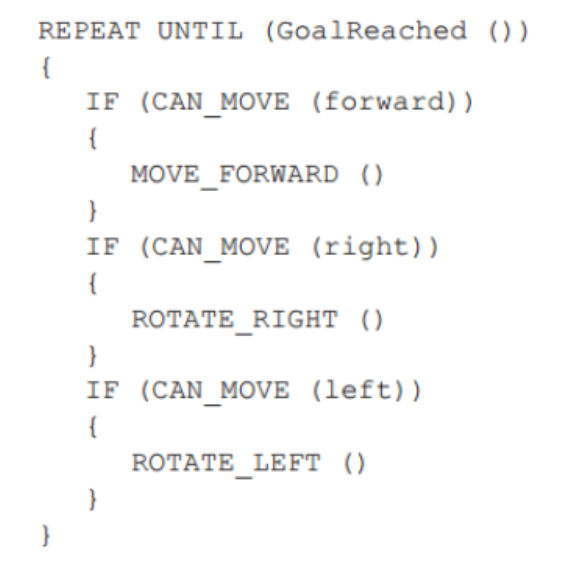 REPEAT UNTIL (GoalReached ())
{
IF (CAN_MOVE (forward))
{
MOVE_FORWARD ()
}
IF (CAN_MOVE (right))
{
ROTATE_RIGHT ()
}
IF (CAN_MOVE (left))
{
ROTATE_LEFT ()
}
}